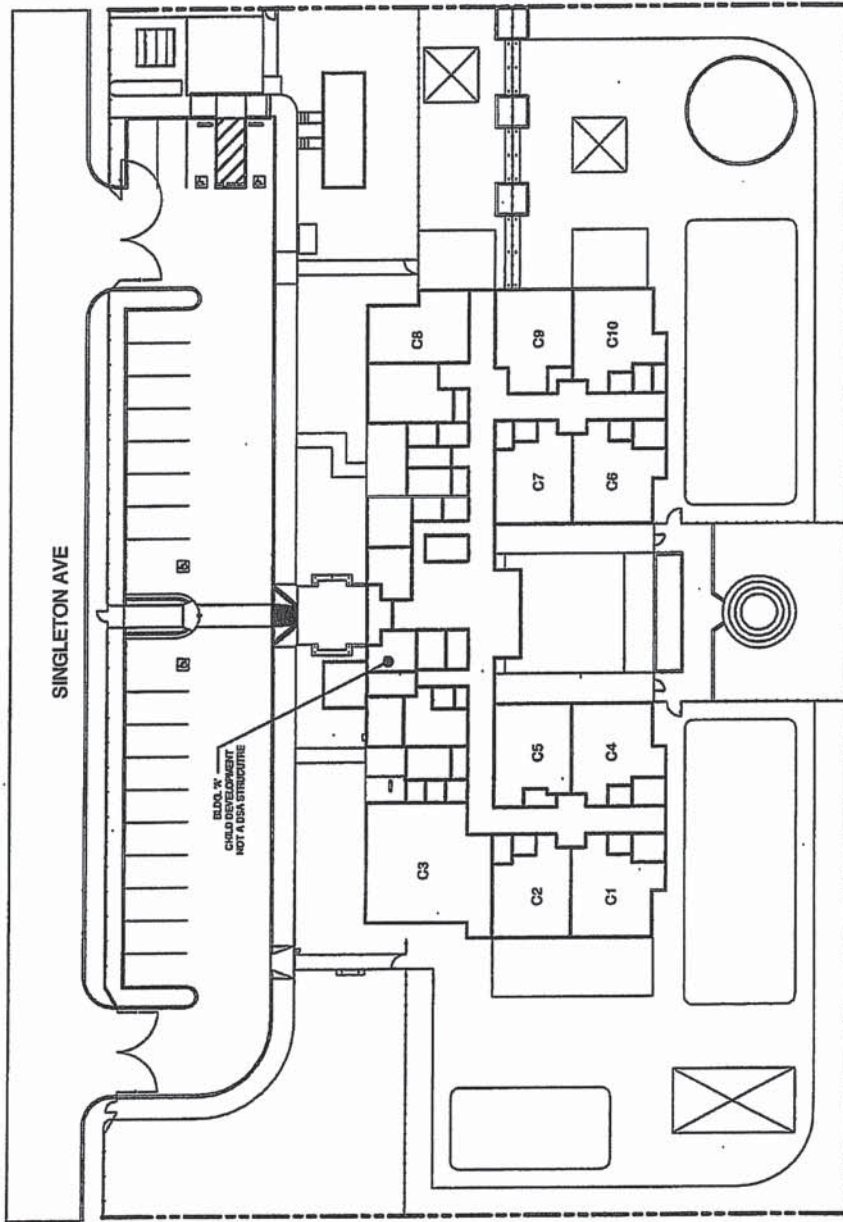 SINGLETON AVE
BLDG. 'A'
CHILD DEVELOPMENT
NOT A DSA STRUCUTRE
C3
C8
C2
C5
C7
C9
C1
C4
C6
C10